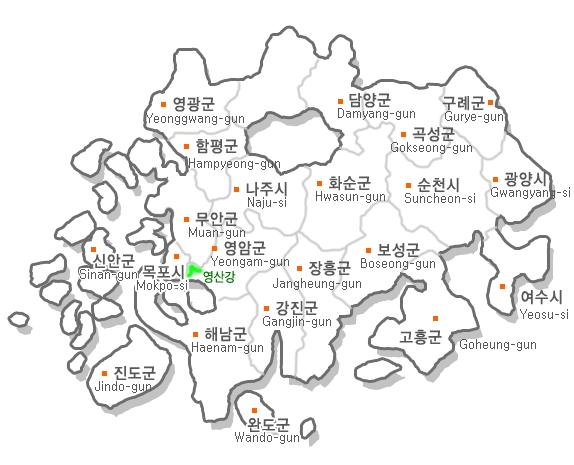 영광군
Yeonggwang-gun
담양군
Damyang-gun
구례군
Gurye-gun
함평군
Hampyeong-gun
곡성군
Gokseong-gun
나주시
Naju-si
화순군
Hwasun-gun
순천시
Suncheon-si
광양시
Gwangyang-si
무안군
Muan-gun
영암군
Yeongam-gun
보성군
Boseong-gun
신안군
Sinan-gun
목포시
Mokpo-si
영산강
장흥군
Jangheung-gun
여수시
Yeosu-si
강진군
Gangjin-gun
해남군
Haenam-gun
고흥군
Goheung-gun
진도군
Jindo-gun
완도군
Wando-gun